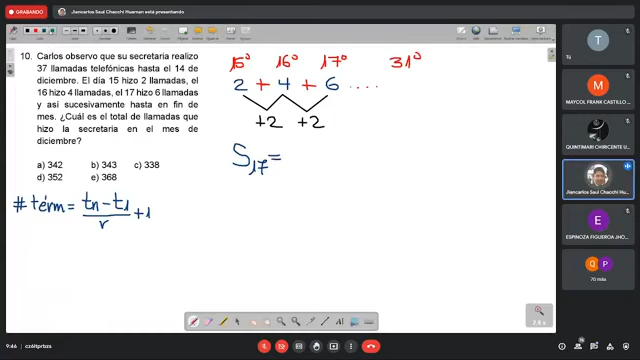 GRABANDO
Jiancarlos Saul Chacchi Huaman está presentando
10. Carlos observo que su secretaria realizo
37 llamadas telefónicas hasta el 14 de
diciembre. El día 15 hizo 2 llamadas, el
16 hizo 4 llamadas, el 17 hizo 6 llamadas
y así sucesivamente hasta en fin de
mes. ¿Cuál es el total de llamadas que
hizo la secretaria en el mes de
diciembre?
a) 342 b) 343 c) 338
d) 352 e) 368
# térm = tn - t1 / r + 1
15° 16° 17° 31°
2 + 4 + 6 ....
+2 +2
S17 =
T
Tú
M
MAYCOL FRANK CASTILLO
QUINTIMARI CIRCENTE U
Jiancarlos Saul Chacchi Hua
E
ESPINOZA FIGUEROA JHO
70 más
9:46